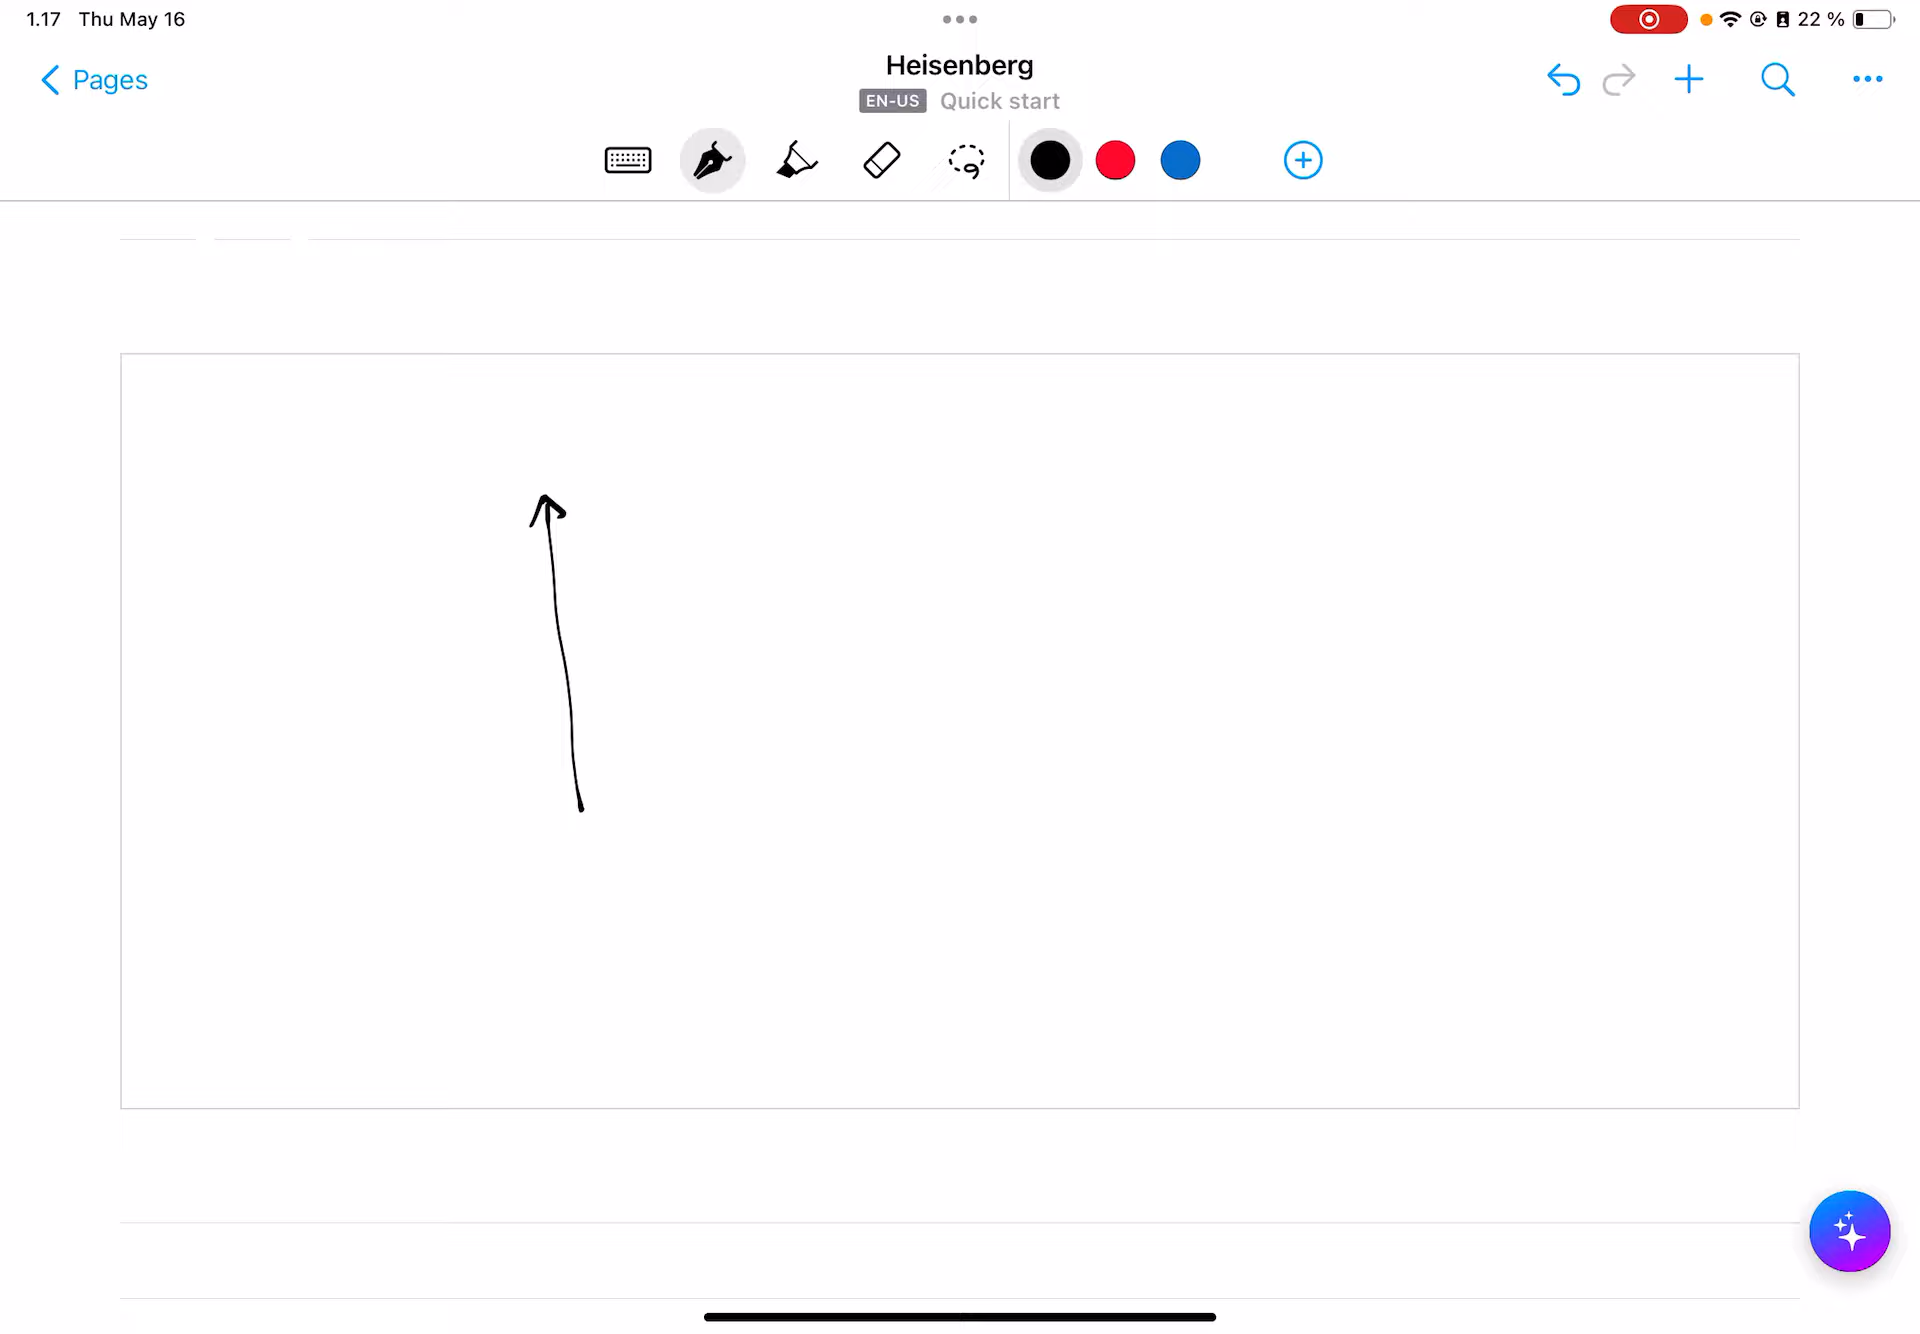 1.17 Thu May 16
22 %
Pages
Heisenberg
EN-US Quick start